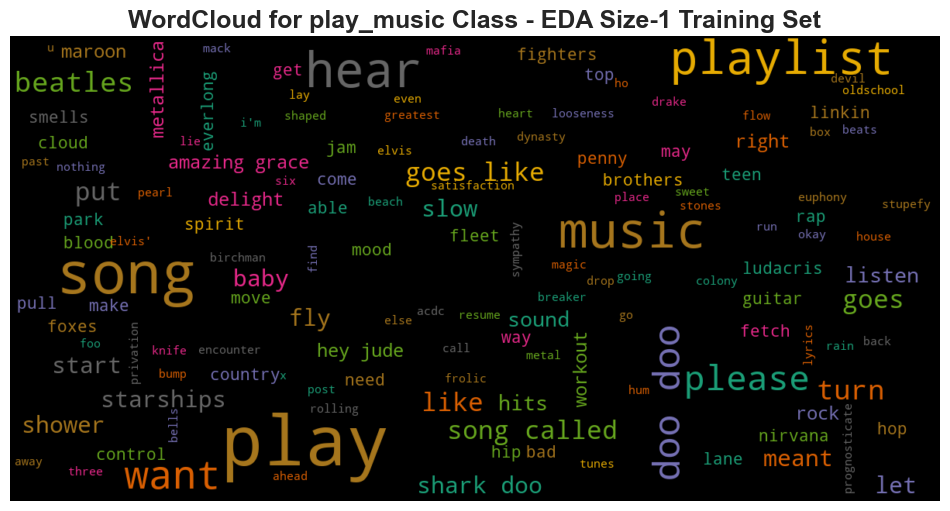 WordCloud for play_music Class - EDA Size-1 Training Set
u maroon metallica mack mafia fighters playlist
beatles everlong get hear top ho devil oldschool
lay even drake
smells i'm shaped greatest heart looseness flow linkin
cloud lie jam elvis death dynasty right box beats
past nothing amazing grace goes like penny may
pearl six come satisfaction brothers teen
put delight able beach slow place sweet euphony stupefy
park spirit stones rap
blood elvis' find mood fleet sympathy music run okay house
song birchman baby magic ludacris listen
pull make move drop going colony
breaker guitar goes
foxes fly else acdc resume sound go
foo privation way fetch lyrics rain back
knife encounter hey jude call metal workout doo
start bump country x need frolic please
starships post rolling like hits hum turn
shower bells play song called rock
control hip bad doo nirvana hop
away three want ahead tunes lane meant prognosticate
shark doo let